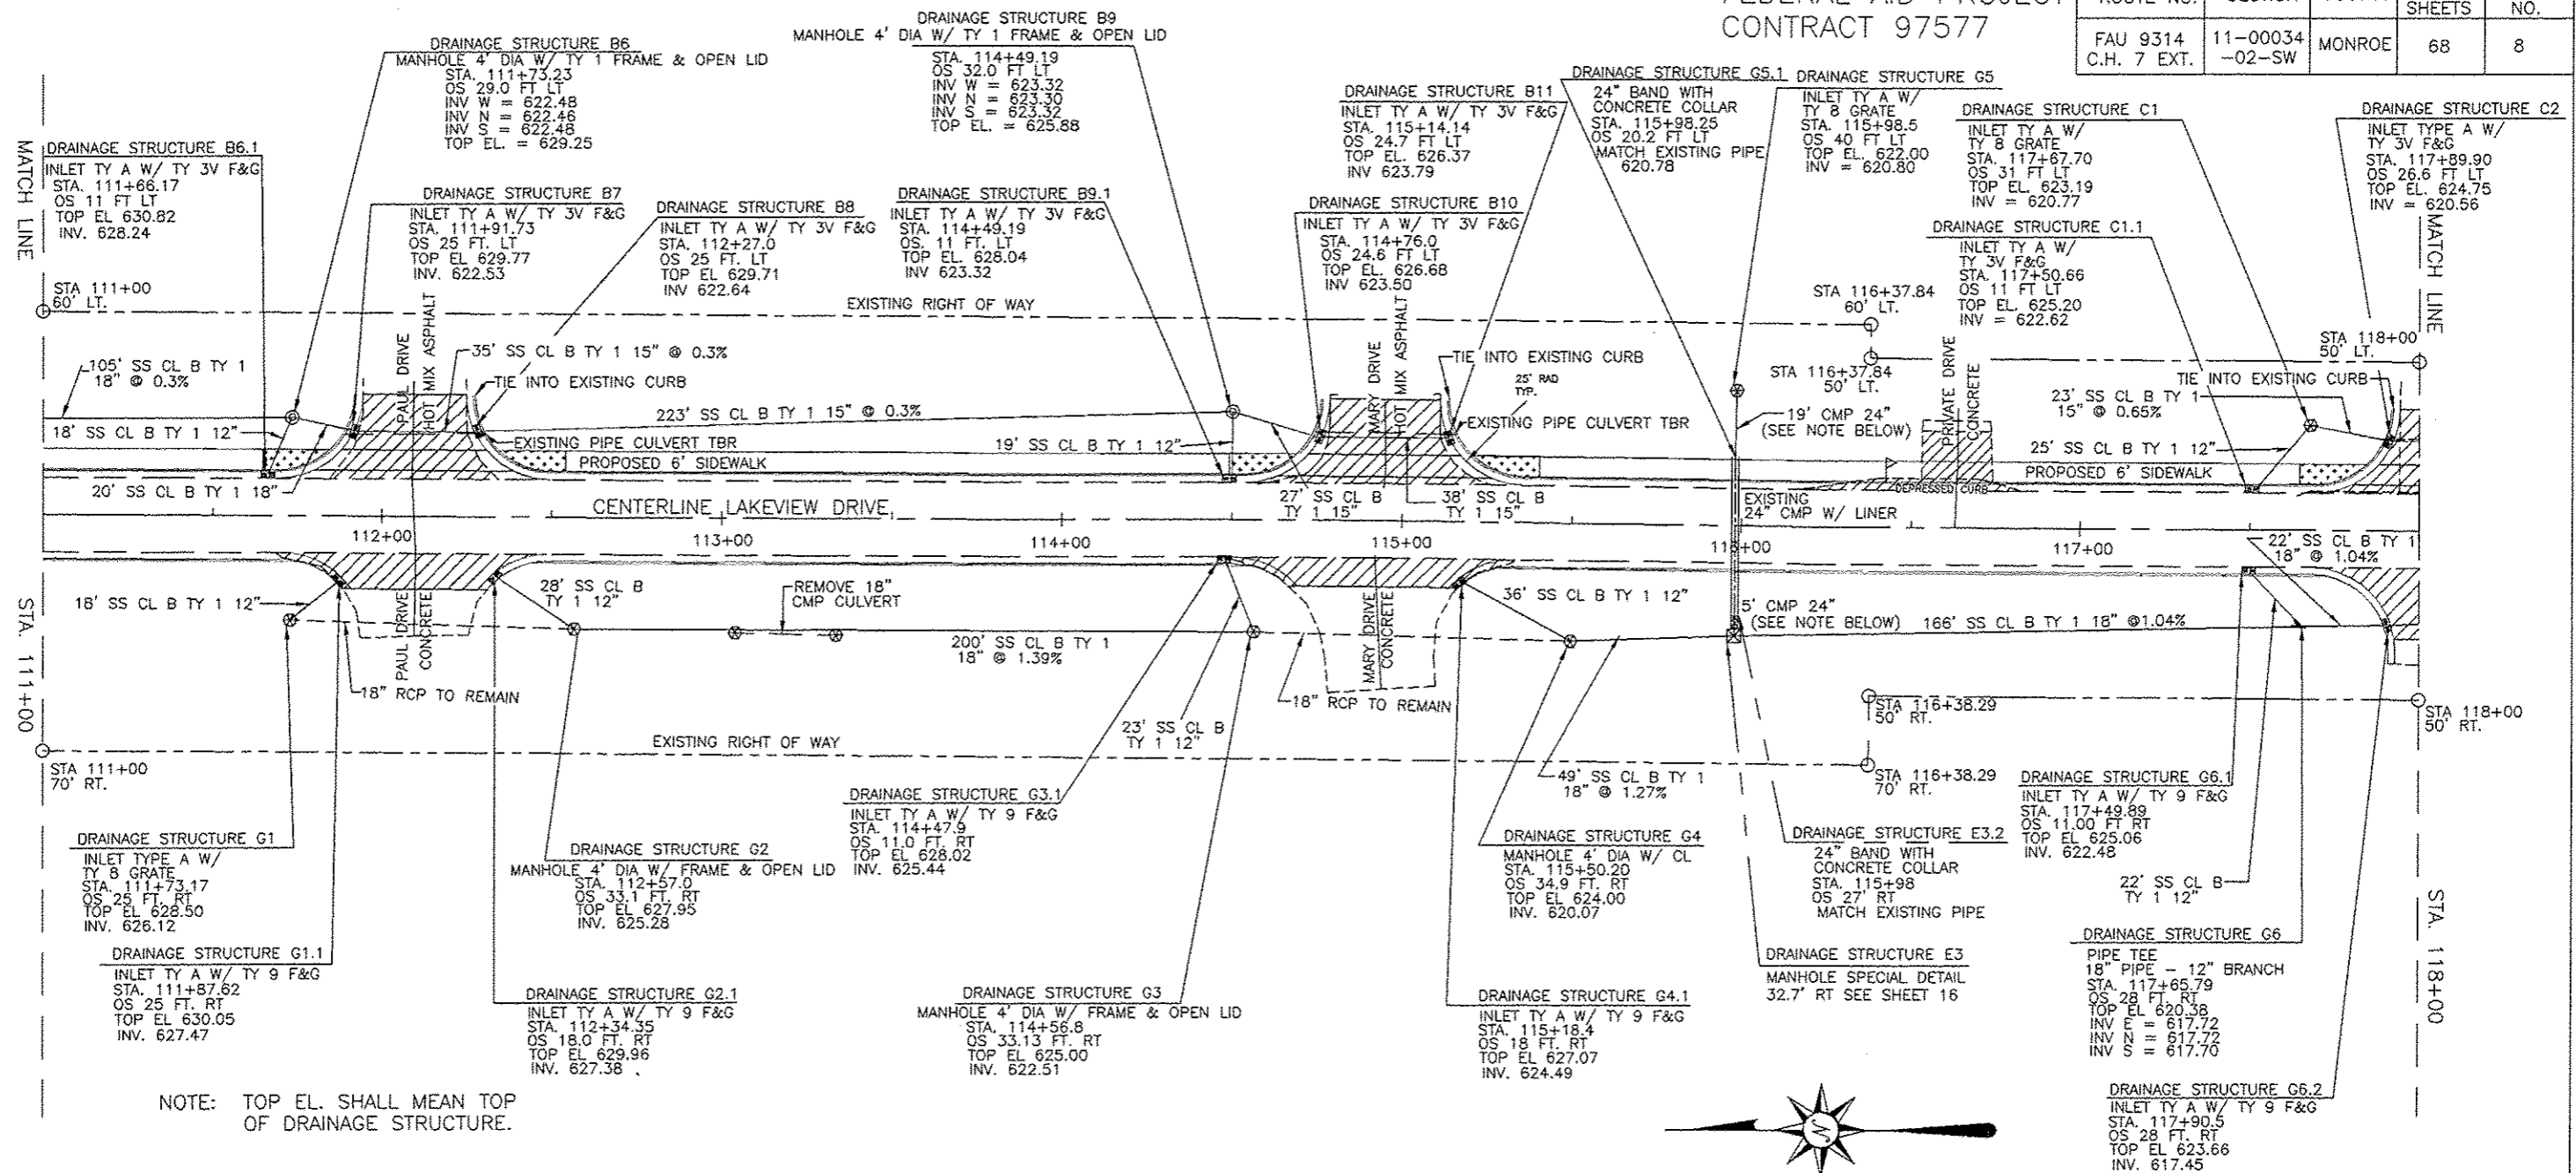 FEDERAL AID PROJECT
CONTRACT 97577
ROUTE NO.
SHEETS
NO.
FAU 9314
C.H. 7 EXT.
11-00034
-02-SW
MONROE
68
8
DRAINAGE STRUCTURE B6
MANHOLE 4' DIA W/ TY 1 FRAME & OPEN LID
STA. 111+73.23
OS 29.0 FT LT
INV W = 622.48
INV N = 622.46
INV S = 622.48
TOP EL. = 629.25
DRAINAGE STRUCTURE B9
MANHOLE 4' DIA W/ TY 1 FRAME & OPEN LID
STA. 114+49.19
OS 32.0 FT LT
INV W = 623.32
INV N = 623.30
INV S = 623.32
TOP EL. = 625.88
DRAINAGE STRUCTURE B11
INLET TY A W/ TY 3V F&G
STA. 115+14.14
OS 24.7 FT LT
TOP EL. 626.37
INV 623.79
DRAINAGE STRUCTURE G5.1
24" BAND WITH
CONCRETE COLLAR
STA. 115+98.25
OS 20.2 FT LT
MATCH EXISTING PIPE
620.78
DRAINAGE STRUCTURE G5
INLET TY A W/
TY 8 GRATE
STA. 115+98.5
OS 40 FT LT
TOP EL. 622.00
INV = 620.80
DRAINAGE STRUCTURE C1
INLET TY A W/
TY 8 GRATE
STA. 117+67.70
OS 31 FT LT
TOP EL. 623.19
INV = 620.77
DRAINAGE STRUCTURE C2
INLET TYPE A W/
TY 3V F&G
STA. 117+89.90
OS 26.6 FT LT
TOP EL. 624.75
INV = 620.56
MATCH LINE
DRAINAGE STRUCTURE B6.1
INLET TY A W/ TY 3V F&G
STA. 111+66.17
OS 11 FT LT
TOP EL 630.82
INV. 628.24
DRAINAGE STRUCTURE B7
INLET TY A W/ TY 3V F&G
STA. 111+91.73
OS 25 FT. LT
TOP EL 629.77
INV. 622.53
DRAINAGE STRUCTURE B8
INLET TY A W/ TY 3V F&G
STA. 112+27.0
OS 25 FT. LT
TOP EL 629.71
INV 622.64
DRAINAGE STRUCTURE B9.1
INLET TY A W/ TY 3V F&G
STA. 114+49.19
OS. 11 FT. LT
TOP EL. 628.04
INV 623.32
DRAINAGE STRUCTURE B10
INLET TY A W/ TY 3V F&G
STA. 114+76.0
OS 24.6 FT LT
TOP EL. 626.68
INV 623.50
DRAINAGE STRUCTURE C1.1
INLET TY A W/
TY 3V F&G
STA. 117+50.66
OS 11 FT LT
TOP EL. 625.20
INV = 622.62
MATCH LINE
STA 111+00
60' LT.
EXISTING RIGHT OF WAY
STA 116+37.84
60' LT.
STA 116+37.84
50' LT.
STA 118+00
50' LT.
105' SS CL B TY 1
18" @ 0.3%
35' SS CL B TY 1 15" @ 0.3%
TIE INTO EXISTING CURB
PAUL DRIVE
HOT MIX ASPHALT
223' SS CL B TY 1 15" @ 0.3%
MARY DRIVE
HOT MIX ASPHALT
TIE INTO EXISTING CURB
25' RAD
TYP.
19' CMP 24"
(SEE NOTE BELOW)
PRIVATE DRIVE
CONCRETE
TIE INTO EXISTING CURB
23' SS CL B TY 1
15" @ 0.65%
18' SS CL B TY 1 12"
EXISTING PIPE CULVERT TBR
PROPOSED 6' SIDEWALK
19' SS CL B TY 1 12"
EXISTING PIPE CULVERT TBR
25' SS CL B TY 1 12"
PROPOSED 6' SIDEWALK
DEPRESSED CURB
20' SS CL B TY 1 18"
27' SS CL B
TY 1 15"
38' SS CL B
TY 1 15"
EXISTING
24" CMP W/ LINER
CENTERLINE LAKEVIEW DRIVE
112+00
113+00
114+00
115+00
116+00
117+00
22' SS CL B TY 1
18" @ 1.04%
18' SS CL B TY 1 12"
28' SS CL B
TY 1 12"
REMOVE 18"
CMP CULVERT
200' SS CL B TY 1
18" @ 1.39%
36' SS CL B TY 1 12"
5' CMP 24"
(SEE NOTE BELOW)
166' SS CL B TY 1 18" @1.04%
PAUL DRIVE
CONCRETE
18" RCP TO REMAIN
MARY DRIVE
CONCRETE
18" RCP TO REMAIN
23' SS CL B
TY 1 12"
49' SS CL B TY 1
18" @ 1.27%
STA. 111+00
STA 111+00
70' RT.
EXISTING RIGHT OF WAY
STA 116+38.29
50' RT.
STA 116+38.29
70' RT.
STA 118+00
50' RT.
DRAINAGE STRUCTURE G1
INLET TYPE A W/
TY 8 GRATE
STA. 111+73.17
OS 25 FT. RT
TOP EL 628.50
INV. 626.12
DRAINAGE STRUCTURE G1.1
INLET TY A W/ TY 9 F&G
STA. 111+87.62
OS 25 FT. RT
TOP EL 630.05
INV. 627.47
DRAINAGE STRUCTURE G2
MANHOLE 4' DIA W/ FRAME & OPEN LID
STA. 112+57.0
OS 33.1 FT. RT
TOP EL 627.95
INV. 625.28
DRAINAGE STRUCTURE G2.1
INLET TY A W/ TY 9 F&G
STA. 112+34.35
OS 18.0 FT. RT
TOP EL 629.96
INV. 627.38
DRAINAGE STRUCTURE G3.1
INLET TY A W/ TY 9 F&G
STA. 114+47.9
OS 11.0 FT. RT
TOP EL 628.02
INV. 625.44
DRAINAGE STRUCTURE G3
MANHOLE 4' DIA W/ FRAME & OPEN LID
STA. 114+56.8
OS 33.13 FT. RT
TOP EL 625.00
INV. 622.51
DRAINAGE STRUCTURE G4
MANHOLE 4' DIA W/ CL
STA. 115+50.20
OS 34.9 FT. RT
TOP EL 624.00
INV. 620.07
DRAINAGE STRUCTURE G4.1
INLET TY A W/ TY 9 F&G
STA. 115+18.4
OS 18 FT. RT
TOP EL 627.07
INV. 624.49
DRAINAGE STRUCTURE E3.2
24" BAND WITH
CONCRETE COLLAR
STA. 115+98
OS 27' RT
MATCH EXISTING PIPE
DRAINAGE STRUCTURE E3
MANHOLE SPECIAL DETAIL
32.7' RT SEE SHEET 16
DRAINAGE STRUCTURE G6.1
INLET TY A W/ TY 9 F&G
STA. 117+49.89
OS 11.00 FT RT
TOP EL 625.06
INV. 622.48
22' SS CL B
TY 1 12"
DRAINAGE STRUCTURE G6
PIPE TEE
18" PIPE - 12" BRANCH
STA. 117+65.79
OS 28 FT. RT
TOP EL 620.38
INV E = 617.72
INV N = 617.72
INV S = 617.70
DRAINAGE STRUCTURE G6.2
INLET TY A W/ TY 9 F&G
STA. 117+90.5
OS 28 FT. RT
TOP EL 623.66
INV. 617.45
STA. 118+00
NOTE: TOP EL. SHALL MEAN TOP
OF DRAINAGE STRUCTURE.
N